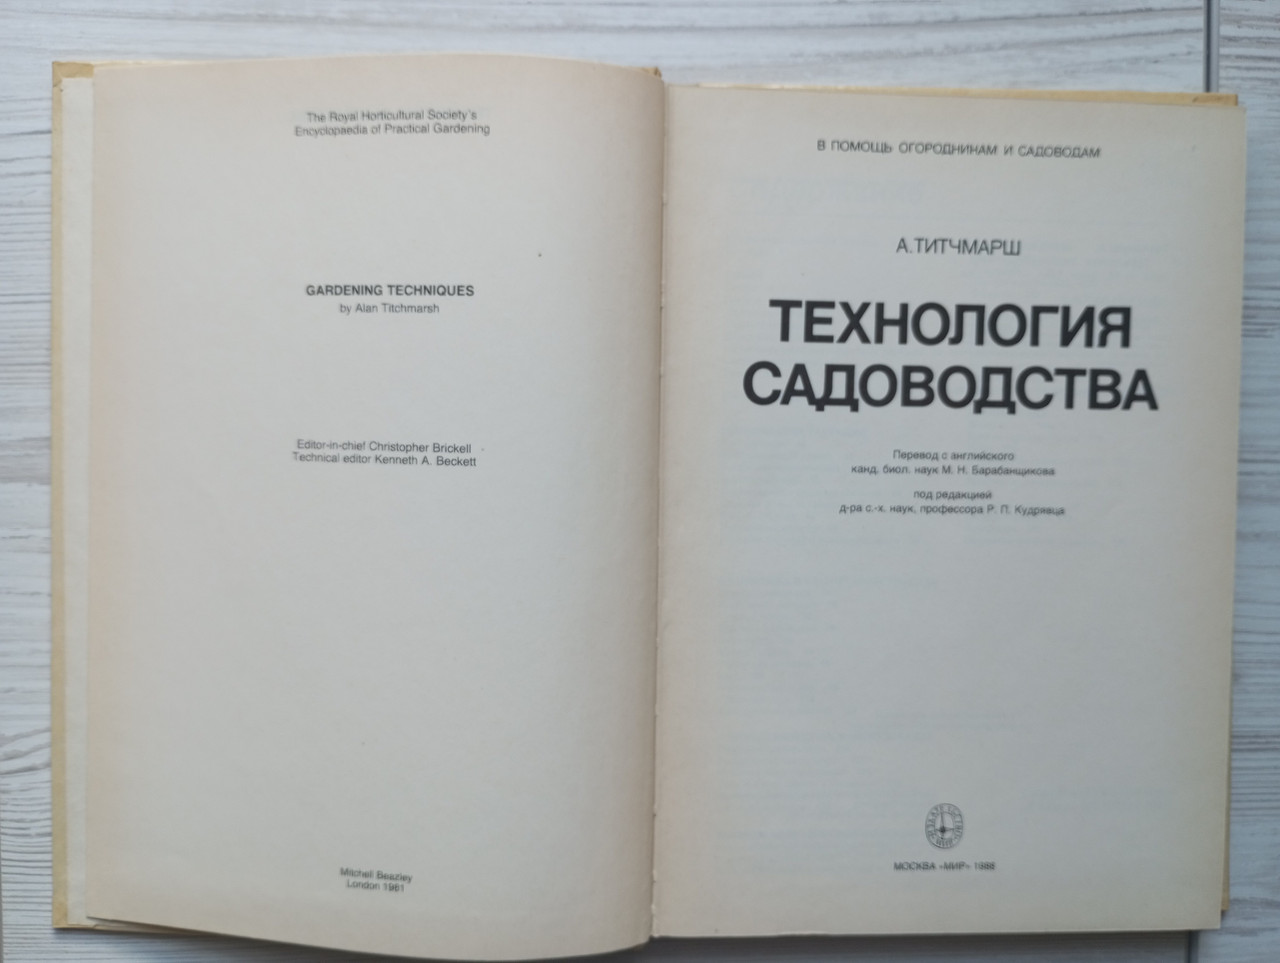 The Royal Horticultural Society's
Encyclopaedia of Practical Gardening
GARDENING TECHNIQUES
by Alan Titchmarsh
Editor-in-chief Christopher Brickell
Technical editor Kenneth A. Beckett
Mitchell Beazley
London 1981
В ПОМОЩЬ ОГОРОДНИКАМ И САДОВОДАМ
А. ТИТЧМАРШ
ТЕХНОЛОГИЯ
САДОВОДСТВА
Перевод с английского
канд. биол. наук М. Н. Барабанщикова
под редакцией
д-ра с.-х. наук, профессора Р. П. Кудрявца
МОСКВА «МИР» 1986